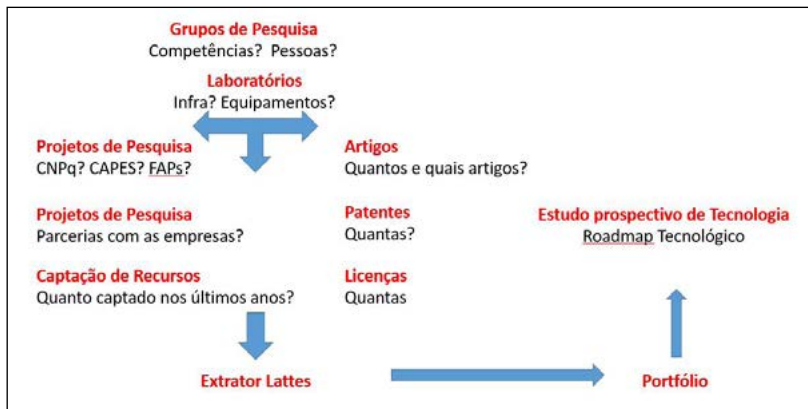 Grupos de Pesquisa
Competências? Pessoas?
Laboratórios
Infra? Equipamentos?
Projetos de Pesquisa
CNPq? CAPES? FAPs?
Artigos
Quantos e quais artigos?
Projetos de Pesquisa
Parcerias com as empresas?
Patentes
Quantas?
Estudo prospectivo de Tecnologia
Roadmap Tecnológico
Captação de Recursos
Quanto captado nos últimos anos?
Licenças
Quantas
Extrator Lattes
Portfólio